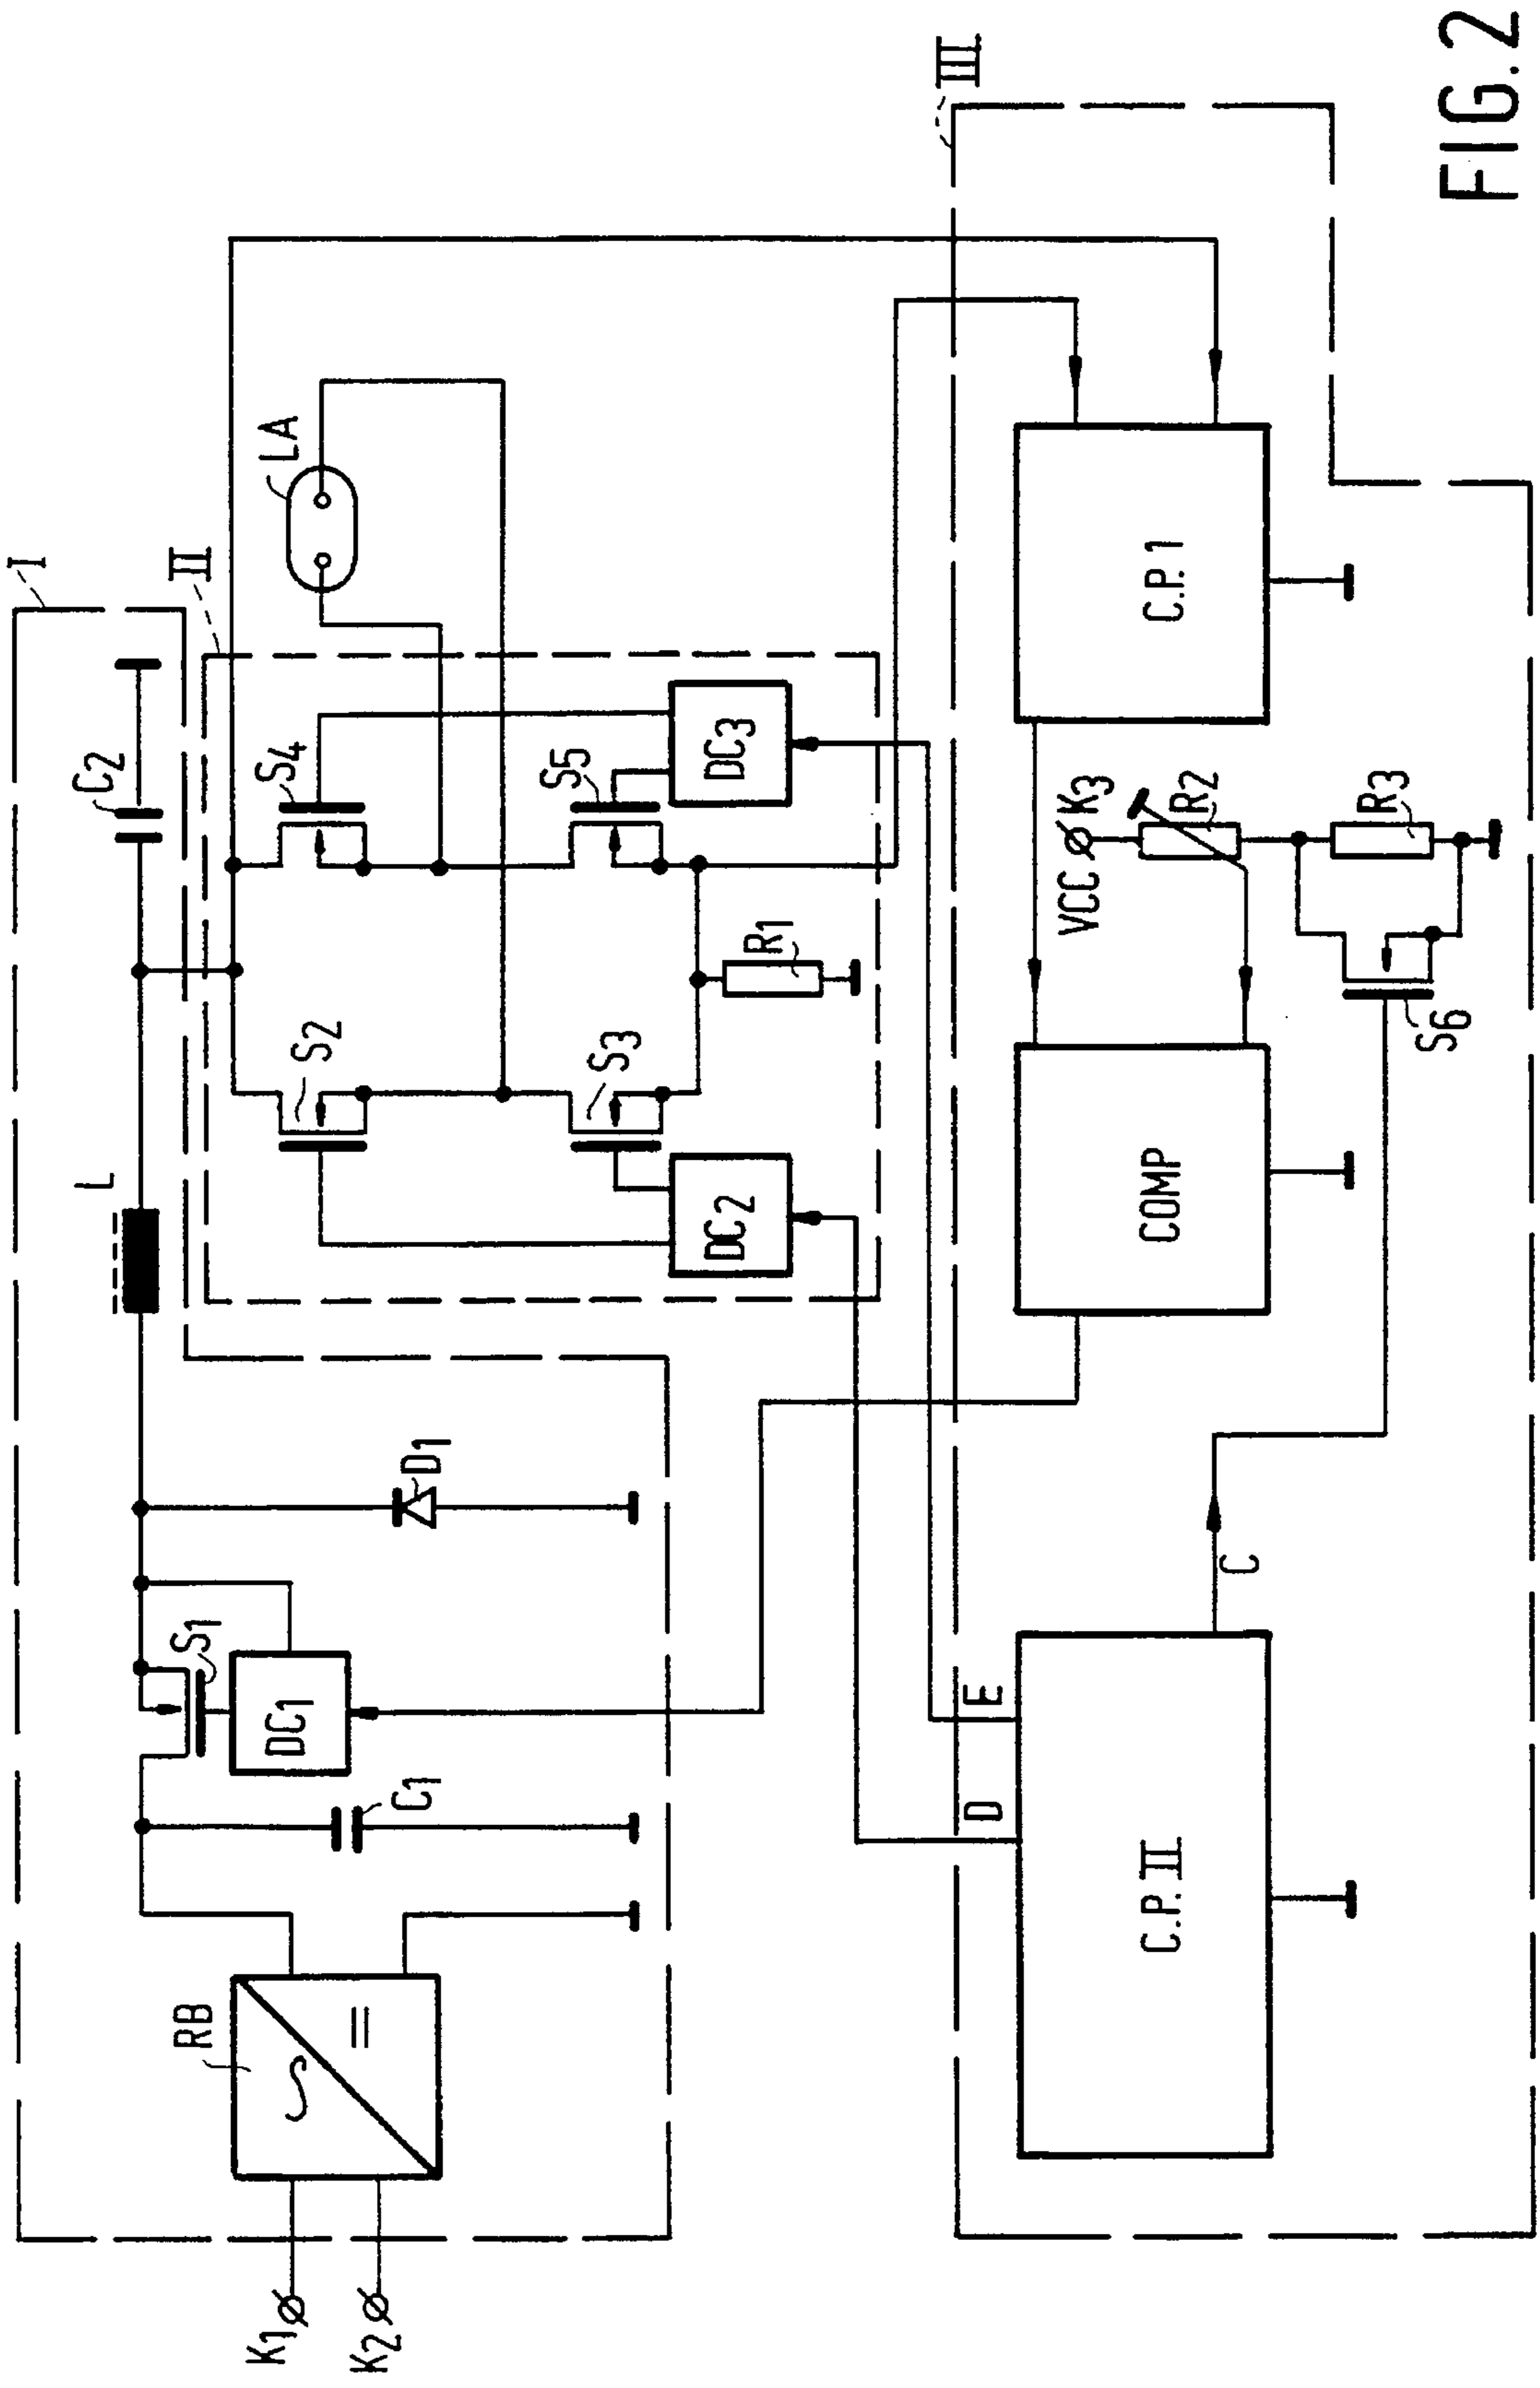 I
C2
L
II
LA
S1
S2
S4
D1
RB
DC1
C1
S3
S5
K1
K2
R1
DC2
DC3
III
D
E
VCC
K3
R2
C.P.II
C
COMP
C.P.1
R3
S6
FIG.2